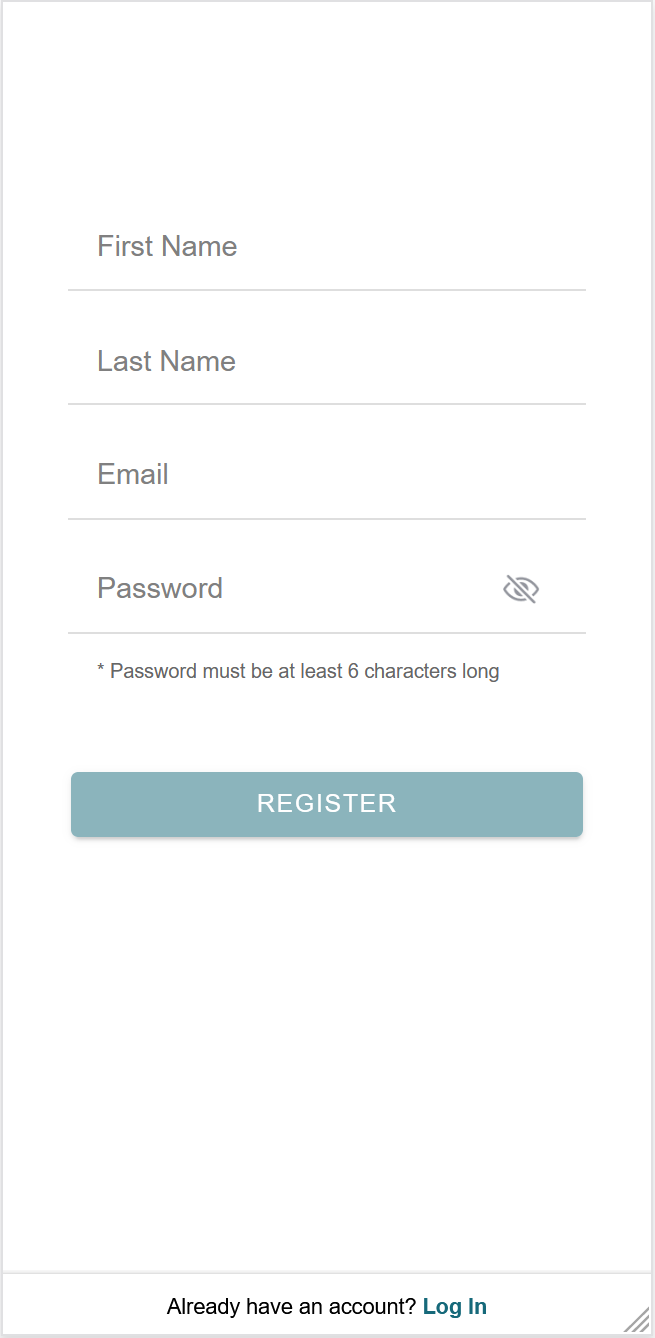 First Name
Last Name
Email
Password
* Password must be at least 6 characters long
REGISTER
Already have an account? Log In